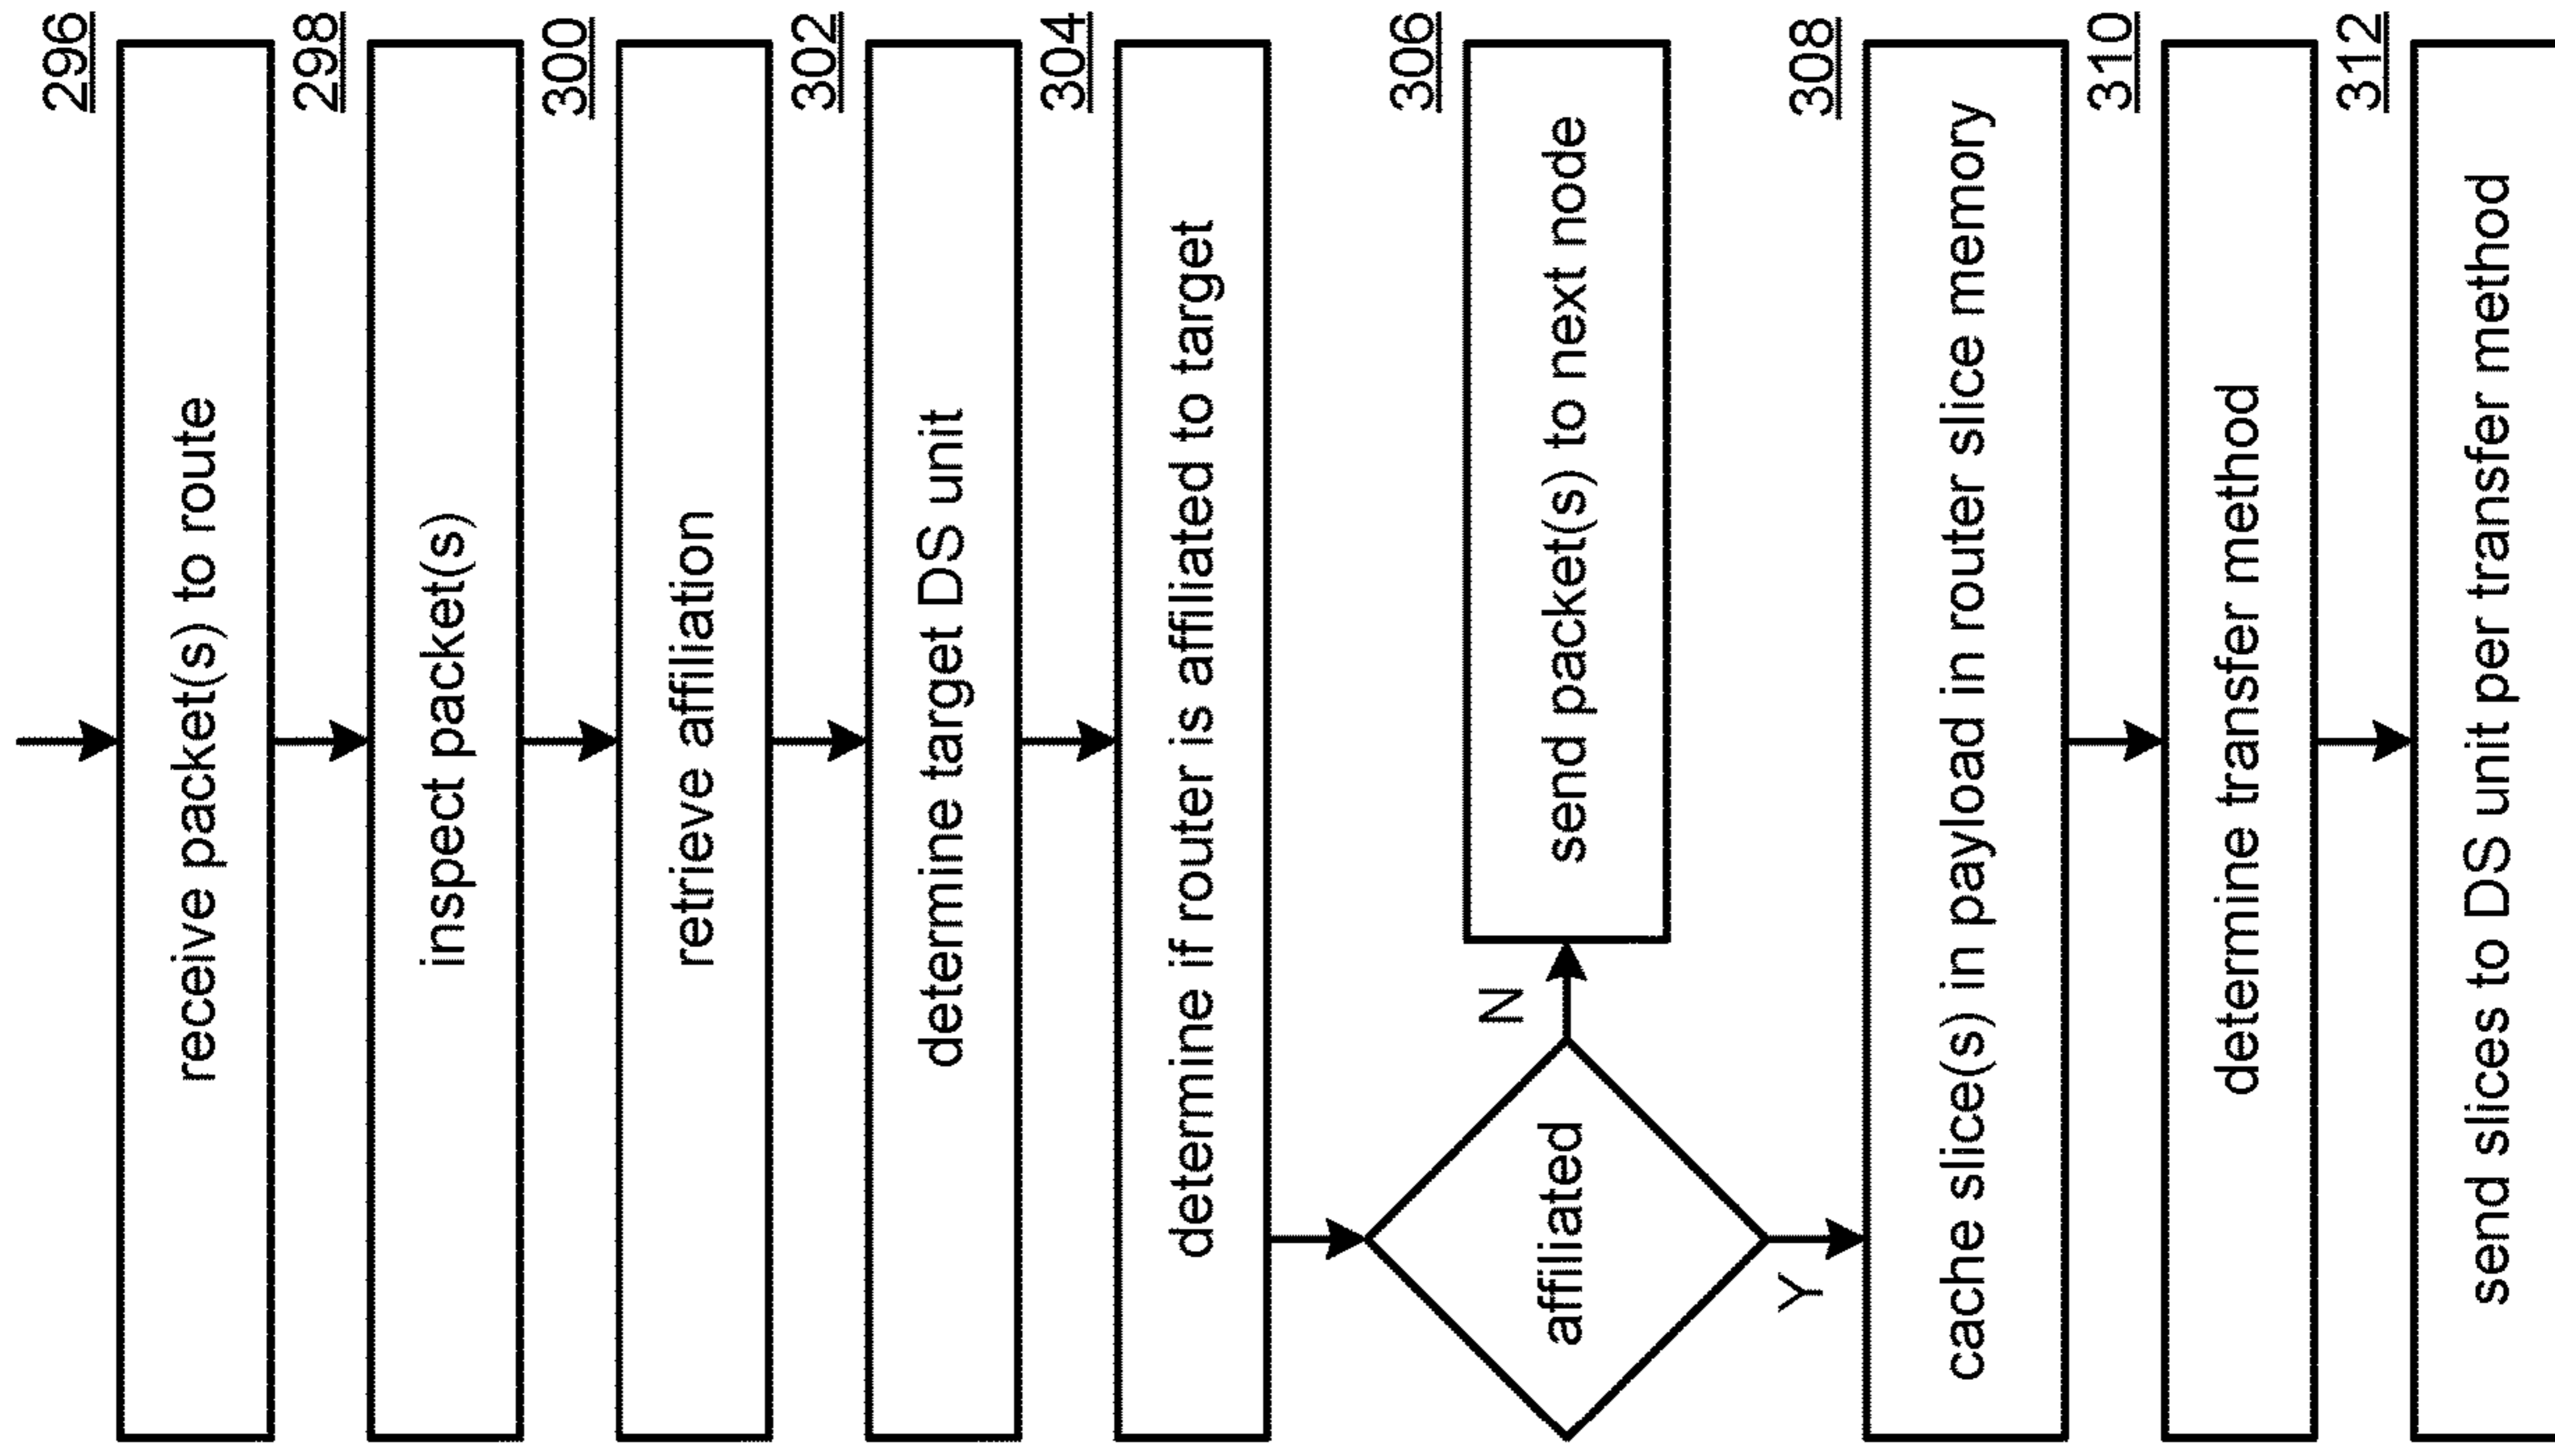 296
receive packet(s) to route
298
inspect packet(s)
300
retrieve affiliation
302
determine target DS unit
304
determine if router is affiliated to target
affiliated
N
306
send packet(s) to next node
Y
308
cache slice(s) in payload in router slice memory
310
determine transfer method
312
send slices to DS unit per transfer method